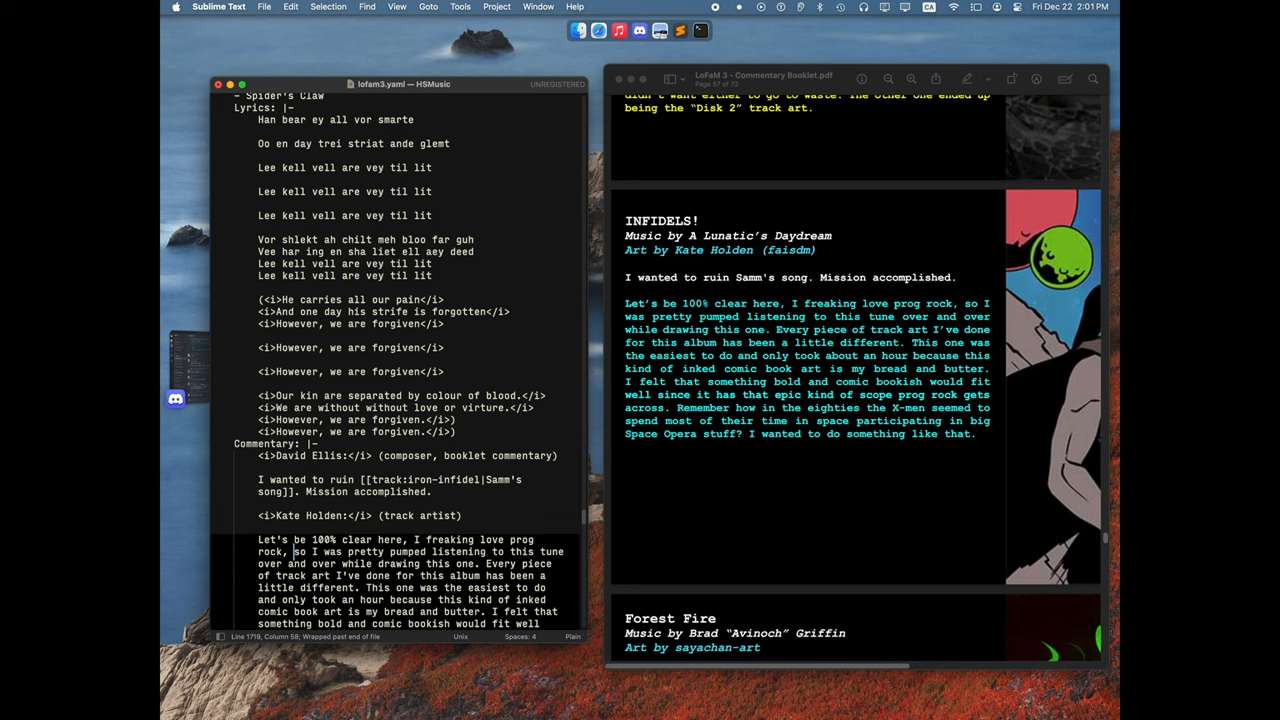 Sublime Text File Edit Selection Find View Goto Tools Project Window Help
CA Fri Dec 22 2:01 PM
lofam3.yaml — HSMusic UNREGISTERED
- Spider's Claw
Lyrics: |-
Han bear ey all vor smarte
Oo en day trei striat ande glemt
Lee kell vell are vey til lit
Lee kell vell are vey til lit
Lee kell vell are vey til lit
Vor shlekt ah chilt meh bloo far guh
Vee har ing en sha liet ell aey deed
Lee kell vell are vey til lit
Lee kell vell are vey til lit
(<i>He carries all our pain</i>
<i>And one day his strife is forgotten</i>
<i>However, we are forgiven</i>
<i>However, we are forgiven</i>
<i>However, we are forgiven</i>
<i>Our kin are separated by colour of blood.</i>
<i>We are without without love or virture.</i>
<i>However, we are forgiven.</i>)
<i>However, we are forgiven.</i>)
Commentary: |-
<i>David Ellis:</i> (composer, booklet commentary)
I wanted to ruin [[track:iron-infidel|Samm's
song]]. Mission accomplished.
<i>Kate Holden:</i> (track artist)
Let's be 100% clear here, I freaking love prog
rock, so I was pretty pumped listening to this tune
over and over while drawing this one. Every piece
of track art I've done for this album has been a
little different. This one was the easiest to do
and only took an hour because this kind of inked
comic book art is my bread and butter. I felt that
something bold and comic bookish would fit well
Line 1719, Column 58; Wrapped past end of file Unix Spaces: 4 Plain
LoFaM 3 - Commentary Booklet.pdf
Page 57 of 72
didn't want either to go to waste. The other one ended up
being the “Disk 2” track art.
INFIDELS!
Music by A Lunatic’s Daydream
Art by Kate Holden (faisdm)
I wanted to ruin Samm's song. Mission accomplished.
Let’s be 100% clear here, I freaking love prog rock, so I
was pretty pumped listening to this tune over and over
while drawing this one. Every piece of track art I’ve done
for this album has been a little different. This one was
the easiest to do and only took about an hour because this
kind of inked comic book art is my bread and butter.
I felt that something bold and comic bookish would fit
well since it has that epic kind of scope prog rock gets
across. Remember how in the eighties the X-men seemed to
spend most of their time in space participating in big
Space Opera stuff? I wanted to do something like that.
Forest Fire
Music by Brad “Avinoch” Griffin
Art by sayachan-art